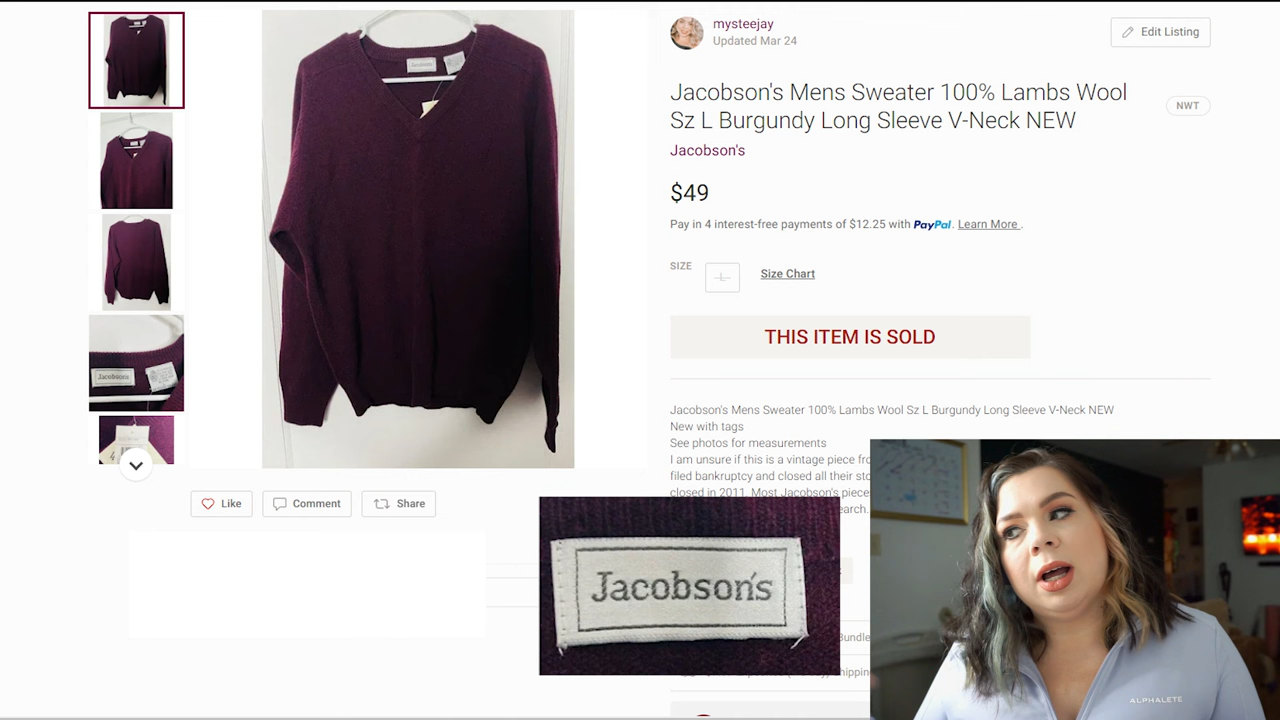 mysteejay
Updated Mar 24
Edit Listing
Jacobson's Mens Sweater 100% Lambs Wool
Sz L Burgundy Long Sleeve V-Neck NEW
NWT
Jacobson's
$49
Pay in 4 interest-free payments of $12.25 with PayPal. Learn More .
SIZE
L
Size Chart
THIS ITEM IS SOLD
Jacobson's Mens Sweater 100% Lambs Wool Sz L Burgundy Long Sleeve V-Neck NEW
New with tags
See photos for measurements
I am unsure if this is a vintage piece
filed bankruptcy and closed all their
closed in 2011. Most Jacobson's
Like
Comment
Share
Jacobson's
Jacobson's
Jacobson's
ALPHALETE